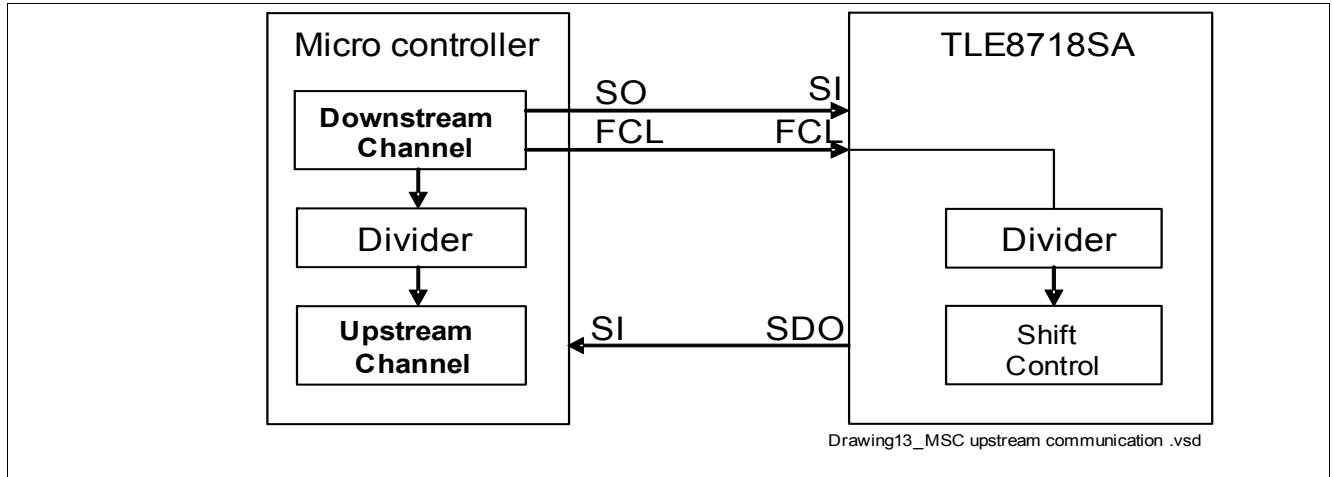 Micro controller
TLE8718SA
SO
SI
Downstream
Channel
FCL
FCL
Divider
Divider
Upstream
Channel
SI
SDO
Shift
Control
Drawing13_MSC upstream communication .vsd